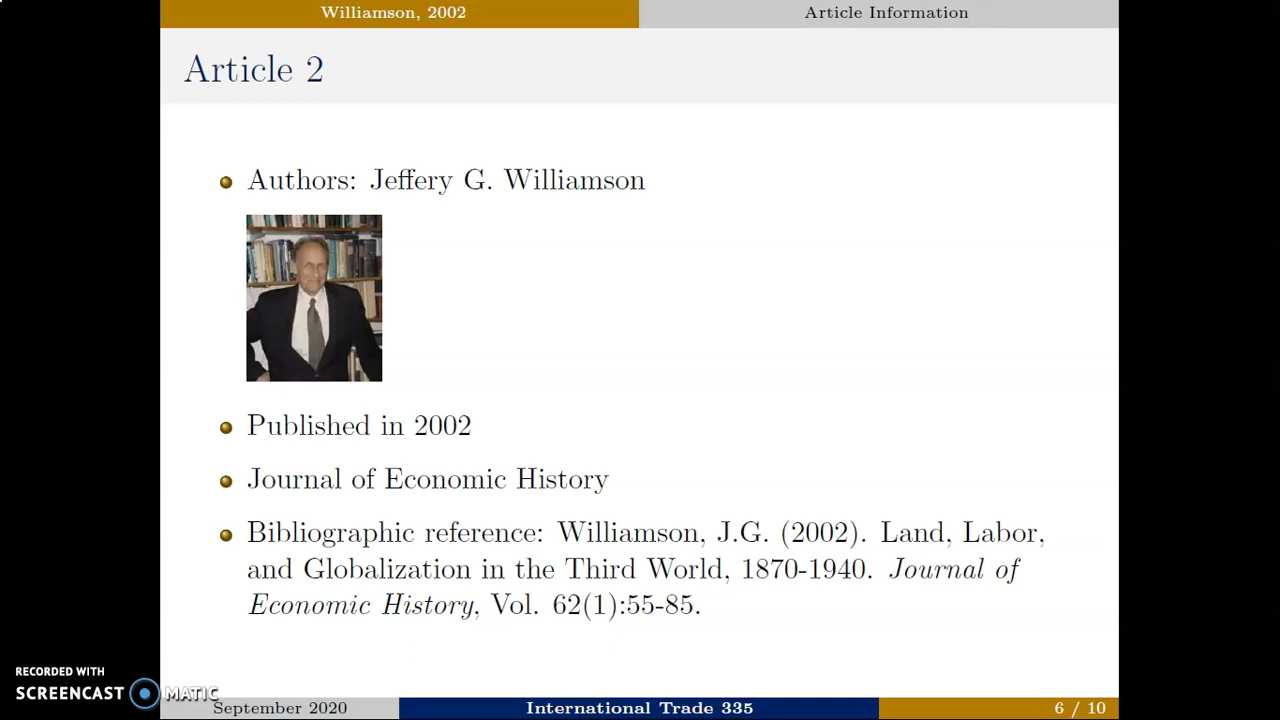 Williamson, 2002
Article Information
Article 2
Authors: Jeffery G. Williamson
Published in 2002
Journal of Economic History
Bibliographic reference: Williamson, J.G. (2002). Land, Labor,
and Globalization in the Third World, 1870-1940. Journal of
Economic History, Vol. 62(1):55-85.
RECORDED WITH
SCREENCAST MATIC
September 2020
International Trade 335
6 / 10